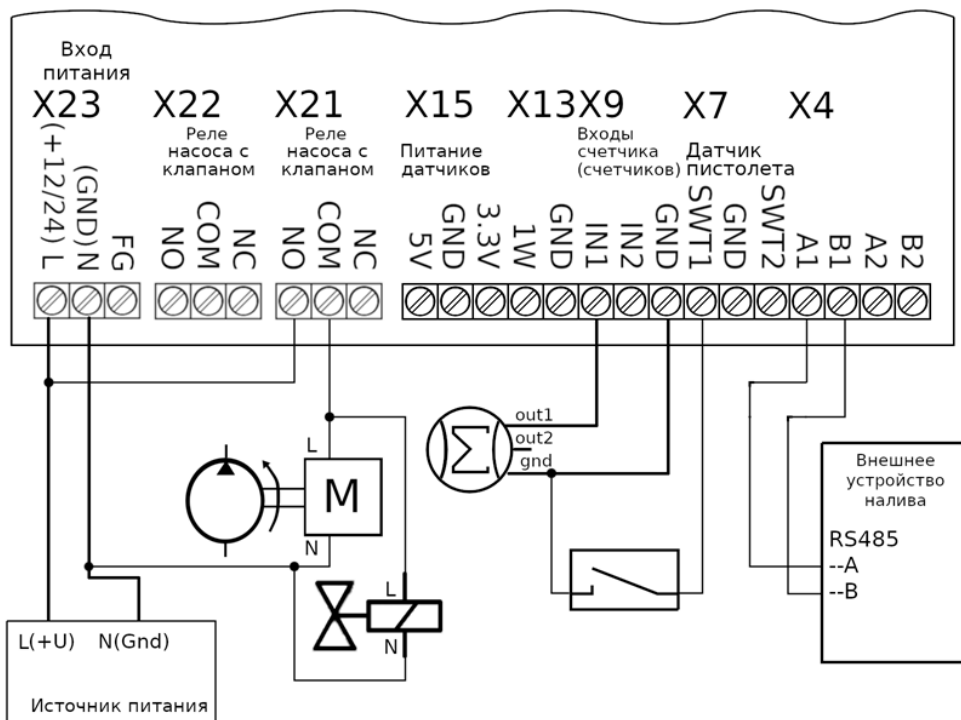 Вход
питания
X23 X22 X21 X15 X13 X9 X7 X4
Реле
насоса с
клапаном
Реле
насоса с
клапаном
Питание
датчиков
Входы
счетчика
(счетчиков)
Датчик
пистолета
(+12/24) L
(GND) N
FG
NO
COM
NC
NO
COM
NC
5V
GND
3.3V
1W
GND
IN1
IN2
GND
SWT1
GND
SWT2
A1
B1
A2
B2
out1
out2
gnd
L
M
N
L
N
Внешнее
устройство
налива
RS485
--A
--B
L(+U) N(Gnd)
Источник питания